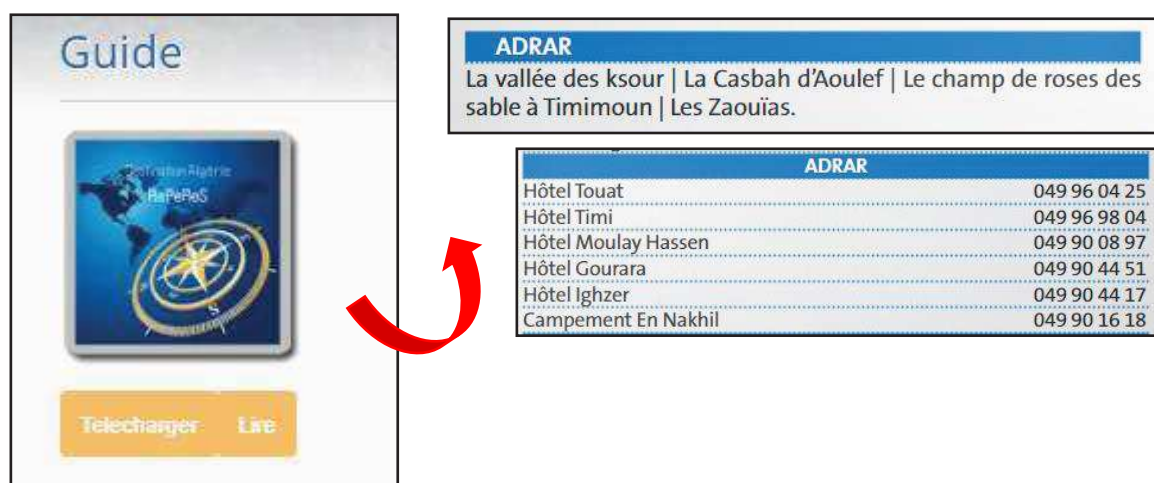 Guide
Destination Algérie
RePeReS
S
Telecharger Lire
ADRAR
La vallée des ksour | La Casbah d'Aoulef | Le champ de roses des
sable à Timimoun | Les Zaouïas.
ADRAR
Hôtel Touat 049 96 04 25
Hôtel Timi 049 96 98 04
Hôtel Moulay Hassen 049 90 08 97
Hôtel Gourara 049 90 44 51
Hôtel Ighzer 049 90 44 17
Campement En Nakhil 049 90 16 18